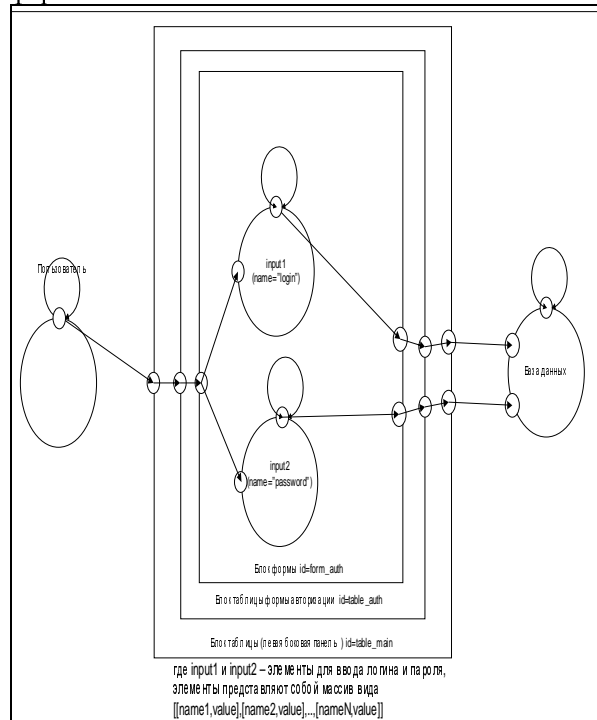 Пользователь
input1
(name="login")
База данных
input2
(name="password")
Блок формы id=form_auth
Блок таблицы формы авторизации id=table_auth
Блок таблицы (левая боковая панель ) id=table_main
где input1 и input2 – элементы для ввода логина и пароля,
элементы представляют собой массив вида
[[name1,value],[name2,value],..,[nameN,value]]